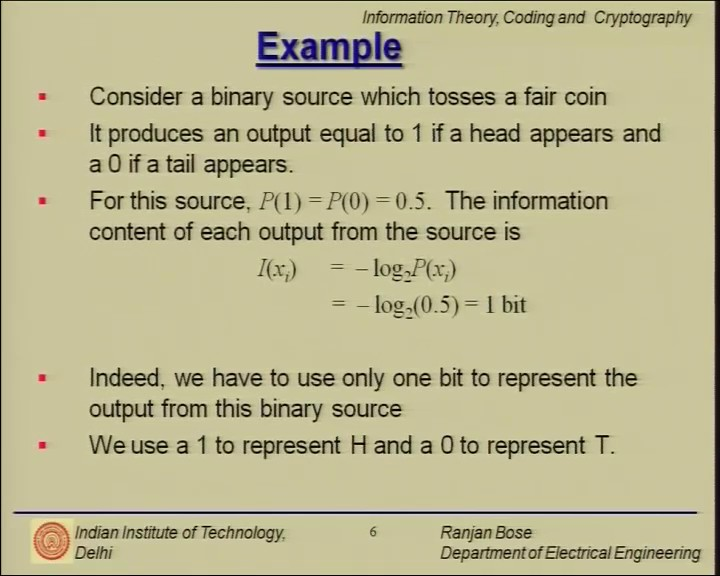 Information Theory, Coding and Cryptography
Example
Consider a binary source which tosses a fair coin
It produces an output equal to 1 if a head appears and
a 0 if a tail appears.
For this source, P(1) = P(0) = 0.5. The information
content of each output from the source is
I(xᵢ) = – log₂P(xᵢ)
= – log₂(0.5) = 1 bit
Indeed, we have to use only one bit to represent the
output from this binary source
We use a 1 to represent H and a 0 to represent T.
Indian Institute of Technology,
Delhi
6
Ranjan Bose
Department of Electrical Engineering